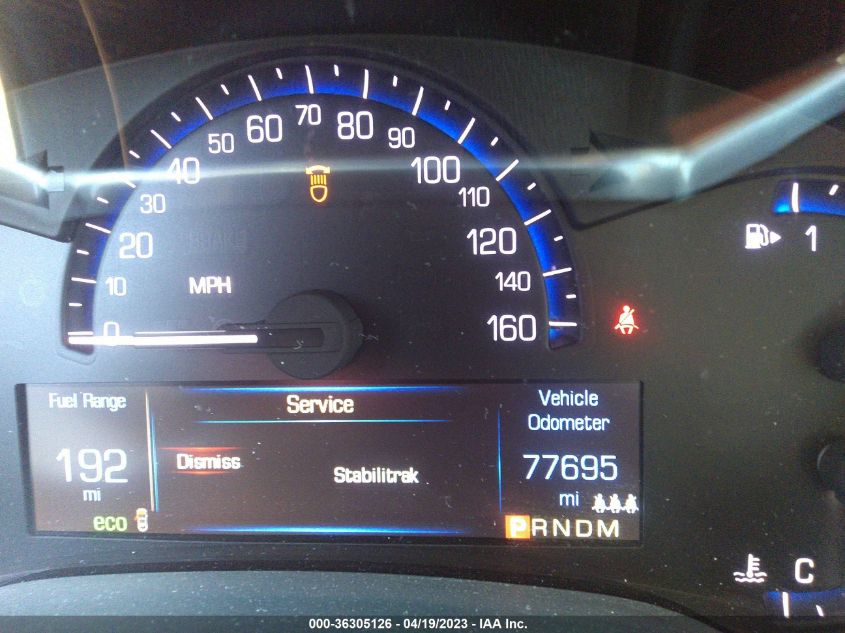 0 10 20 30 40 50 60 70 80 90 100 110 120 140 160
MPH
1
Fuel Range
192
mi
eco
Service
Dismiss
Stabilitrak
Vehicle
Odometer
77695
mi
PRNDM
C
000-36305126 - 04/19/2023 - IAA Inc.